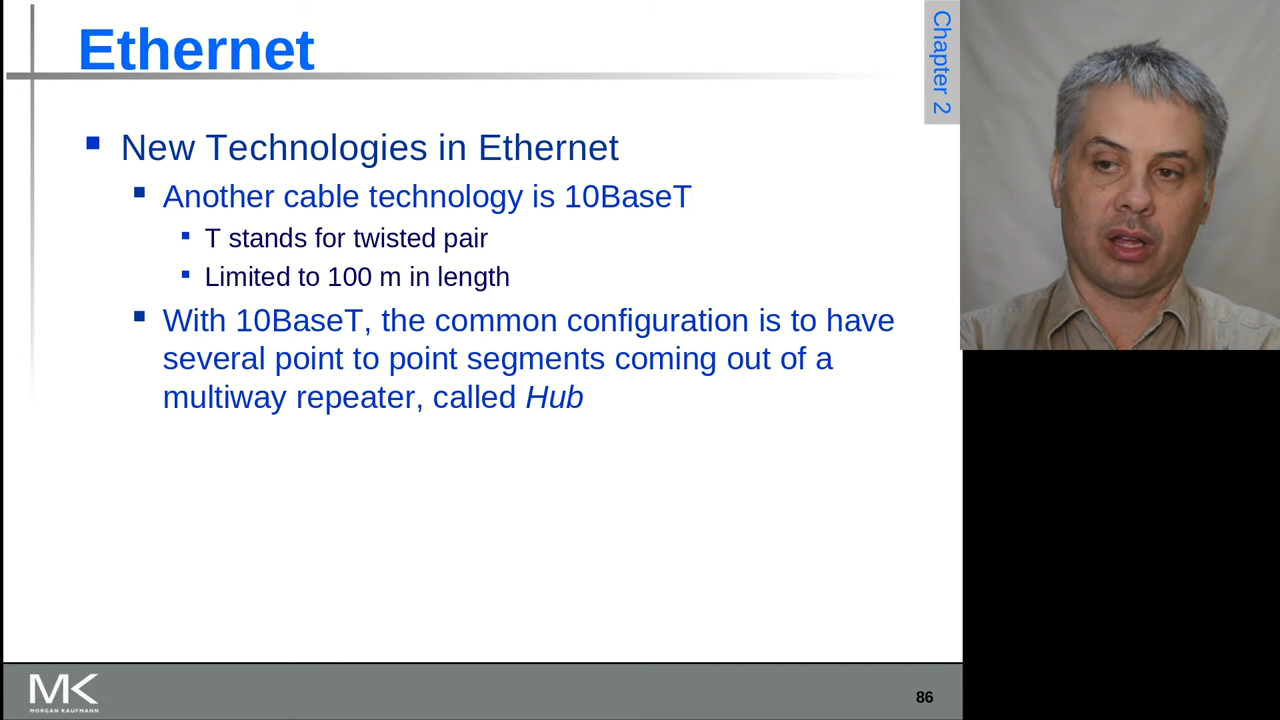 Ethernet
Chapter 2
New Technologies in Ethernet
Another cable technology is 10BaseT
T stands for twisted pair
Limited to 100 m in length
With 10BaseT, the common configuration is to have
several point to point segments coming out of a
multiway repeater, called Hub
MK
MORGAN KAUFMANN
86